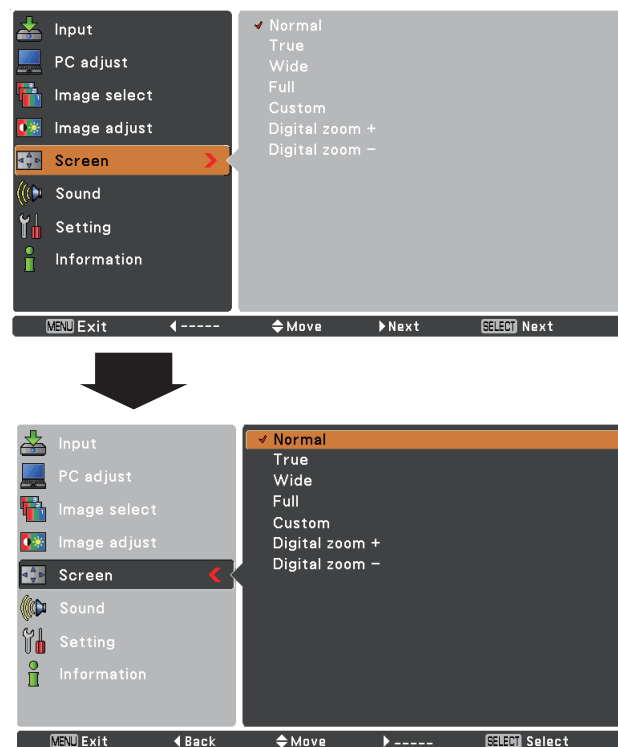 Input
PC adjust
Image select
Image adjust
Screen
Sound
Setting
Information
Normal
True
Wide
Full
Custom
Digital zoom +
Digital zoom –
MENU Exit ----- Move Next SELECT Next
Input
PC adjust
Image select
Image adjust
Screen
Sound
Setting
Information
Normal
True
Wide
Full
Custom
Digital zoom +
Digital zoom –
MENU Exit Back Move ----- SELECT Select